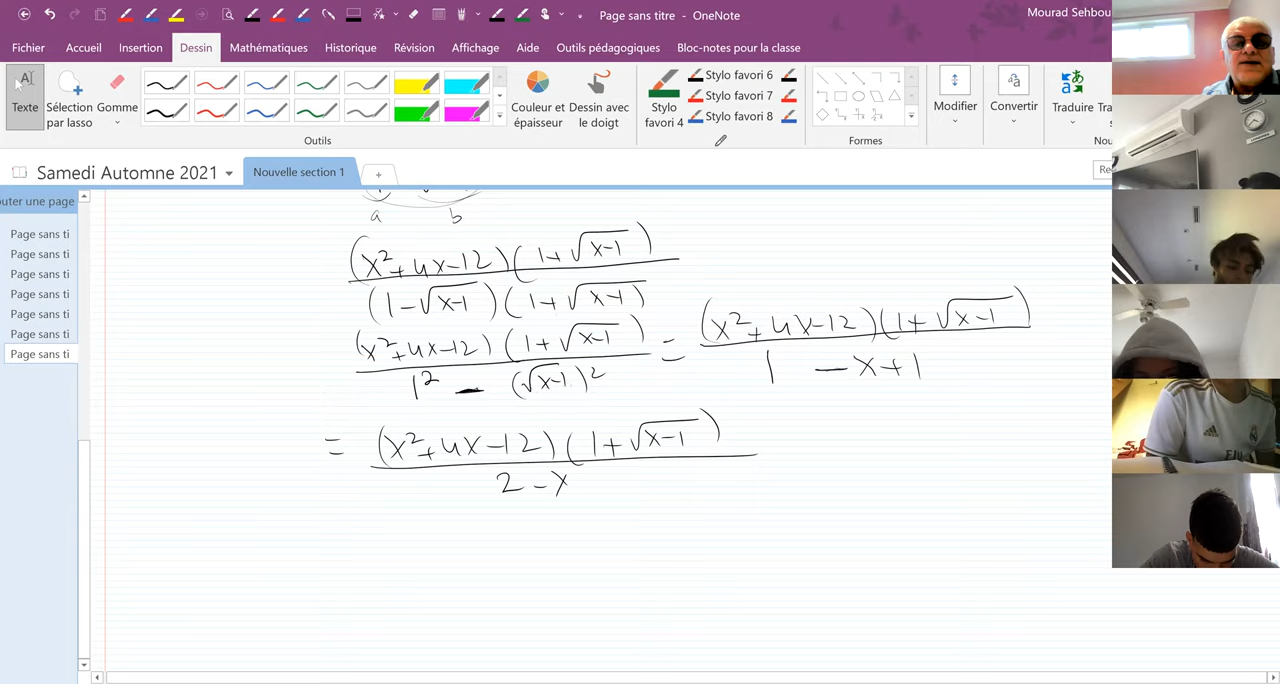 Page sans titre - OneNote
Mourad Sehbou
Fichier Accueil Insertion Dessin Mathématiques Historique Révision Affichage Aide Outils pédagogiques Bloc-notes pour la classe
Texte
Sélection par lasso
Gomme
Couleur et épaisseur
Dessin avec le doigt
Stylo favori 4
Stylo favori 6
Stylo favori 7
Stylo favori 8
Modifier
Convertir
Traduire
Outils
Formes
Samedi Automne 2021
Nouvelle section 1
+
Re
outer une page
Page sans ti
Page sans ti
Page sans ti
Page sans ti
Page sans ti
Page sans ti
Page sans ti
a b
(x²+4x-12)(1+√(x-1))
(1-√(x-1))(1+√(x-1))
(x²+4x-12)(1+√(x-1)) = (x²+4x-12)(1+√(x-1))
1² - (√(x-1))² 1 - x+1
= (x²+4x-12)(1+√(x-1))
2-x